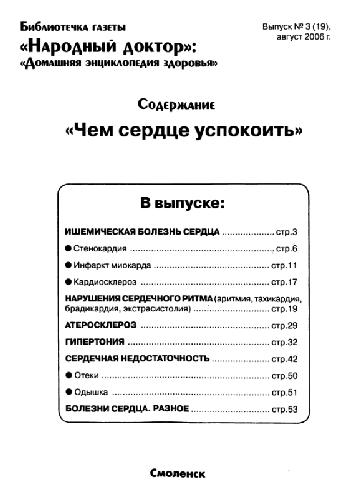 Библиотечка газеты
«Народный доктор»:
«Домашняя энциклопедия здоровья»
Выпуск № 3 (19),
август 2006 г.
Содержание
«Чем сердце успокоить»
В выпуске:
ИШЕМИЧЕСКАЯ БОЛЕЗНЬ СЕРДЦА ..................... стр.3
● Стенокардия .................................................. стр.6
● Инфаркт миокарда ........................................ стр.11
● Кардиосклероз .............................................. стр.17
НАРУШЕНИЯ СЕРДЕЧНОГО РИТМА (аритмия, тахикардия,
брадикардия, экстрасистолия) ........................... стр.19
АТЕРОСКЛЕРОЗ .............................................. стр.29
ГИПЕРТОНИЯ .................................................. стр.32
СЕРДЕЧНАЯ НЕДОСТАТОЧНОСТЬ ..................... стр.42
● Отеки ........................................................... стр.50
● Одышка ........................................................ стр.51
БОЛЕЗНИ СЕРДЦА. РАЗНОЕ ............................ стр.53
Смоленск